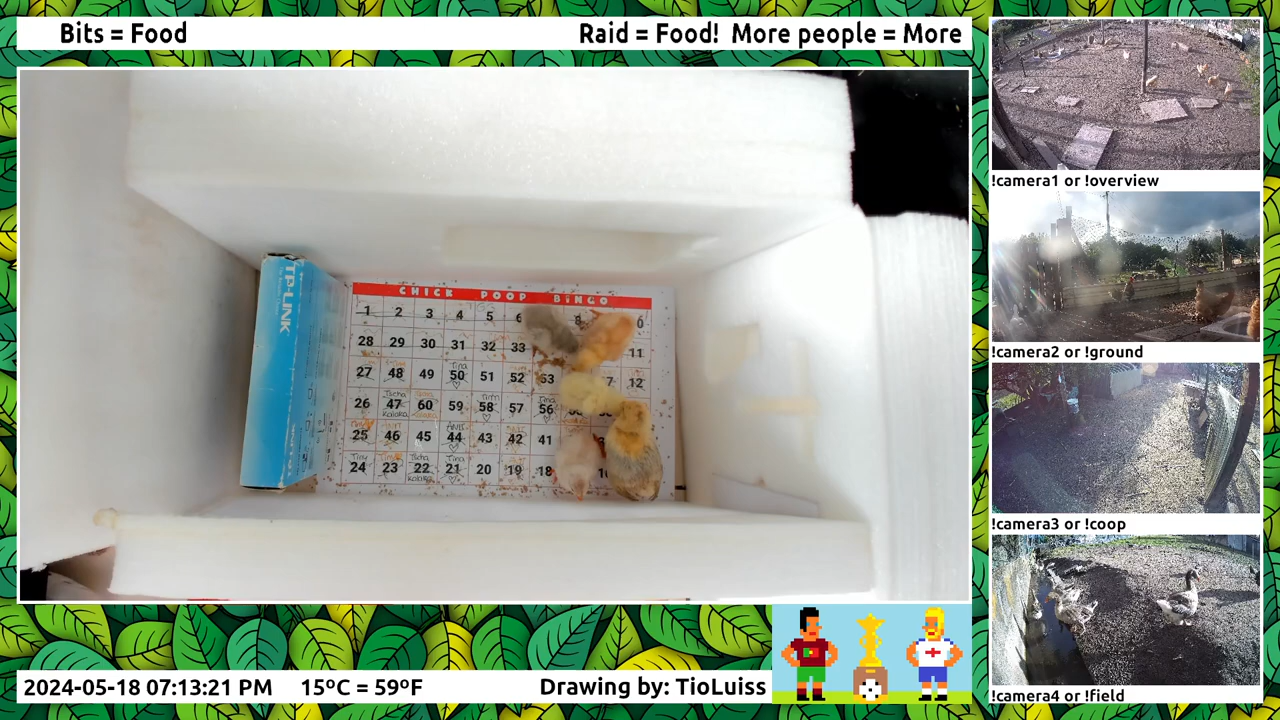 Bits = Food
Raid = Food! More people = More
!camera1 or !overview
!camera2 or !ground
!camera3 or !coop
!camera4 or !field
TP-LINK
CHICK POOP BINGO
1 2 3 4 5 6 8
28 29 30 31 32 33 11
Tina
27 48 49 50 51 52 53 12
26 47 60 59 58 57 56
Kalaka
25 46 45 44 43 42 41
Tina
24 23 22 21 20 19 18
Kalaka
2024-05-18 07:13:21 PM 15ºC = 59ºF
Drawing by: TioLuiss